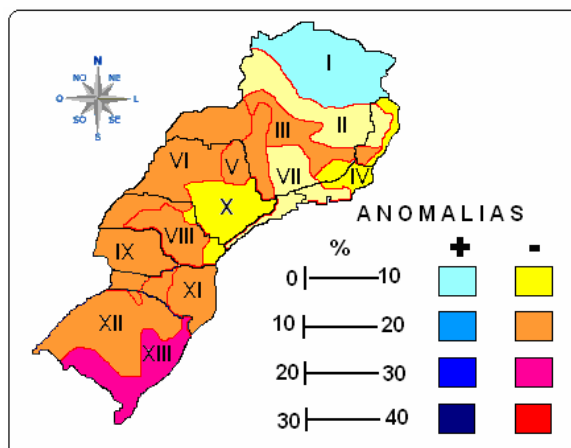 N
NO NE
O L
SO SE
S
I
II
III
IV
V
VI
VII
VIII
IX
X
XI
XII
XIII
ANOMALIAS
% + -
0 10
10 20
20 30
30 40